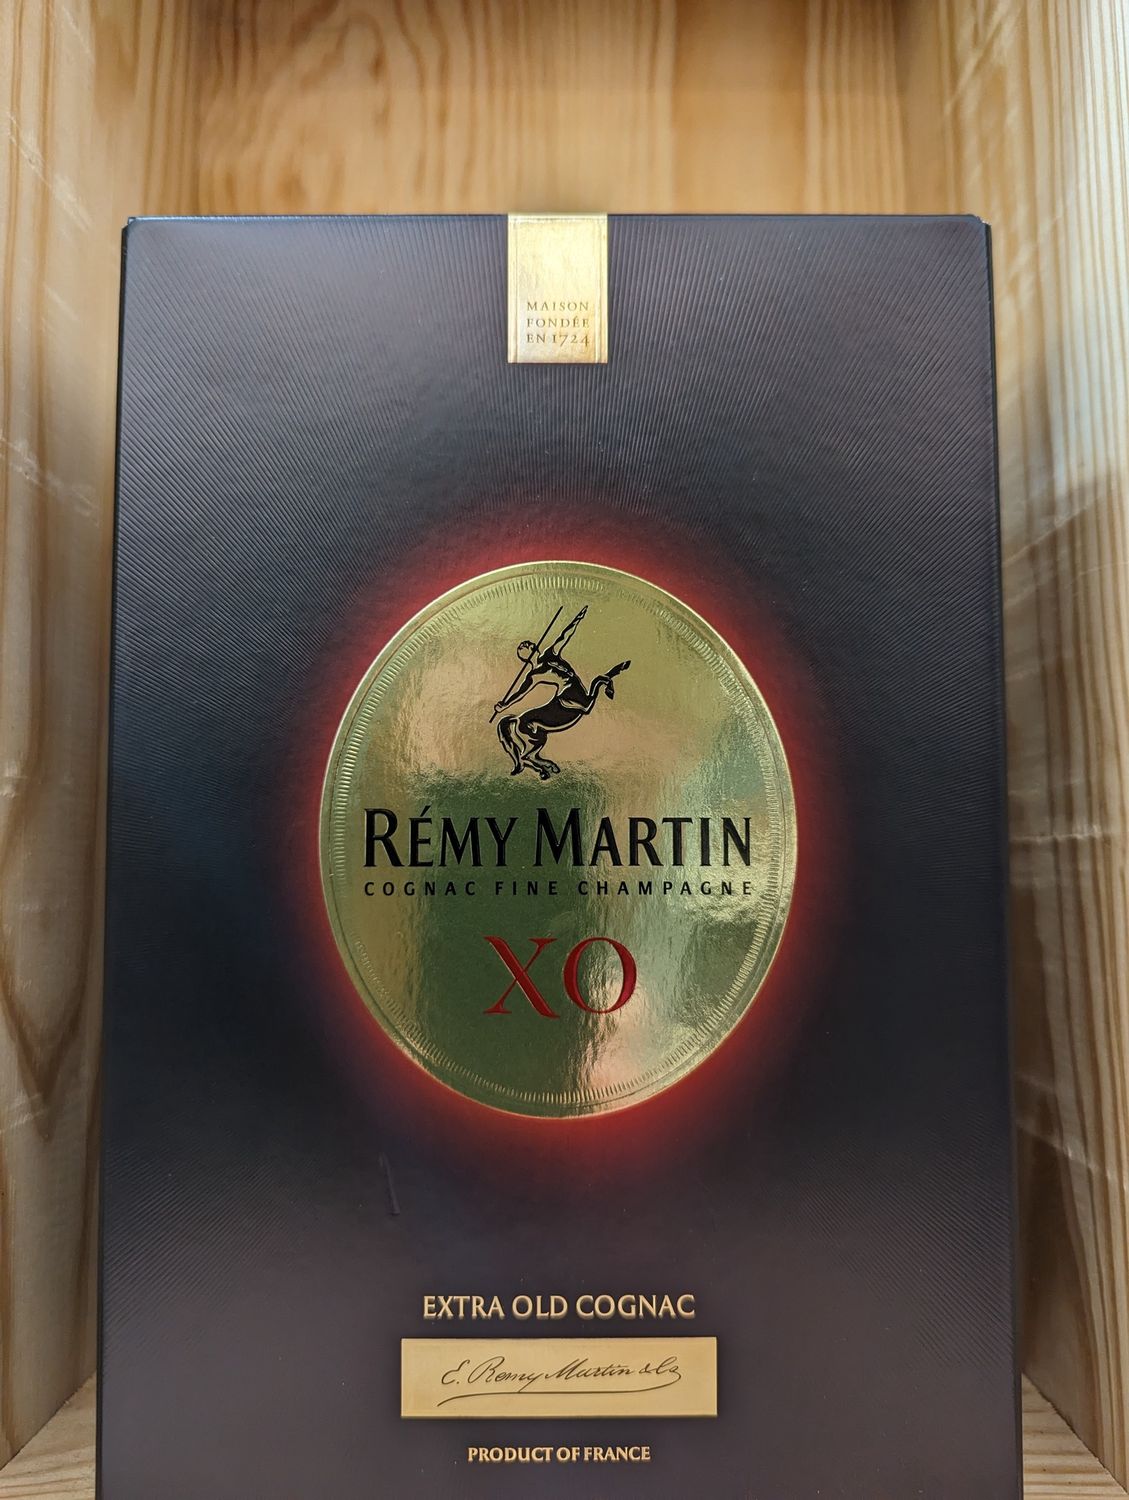 MAISON
FONDÉE
EN 1724
RÉMY MARTIN
COGNAC FINE CHAMPAGNE
XO
EXTRA OLD COGNAC
E. Remy Martin & Co
PRODUCT OF FRANCE